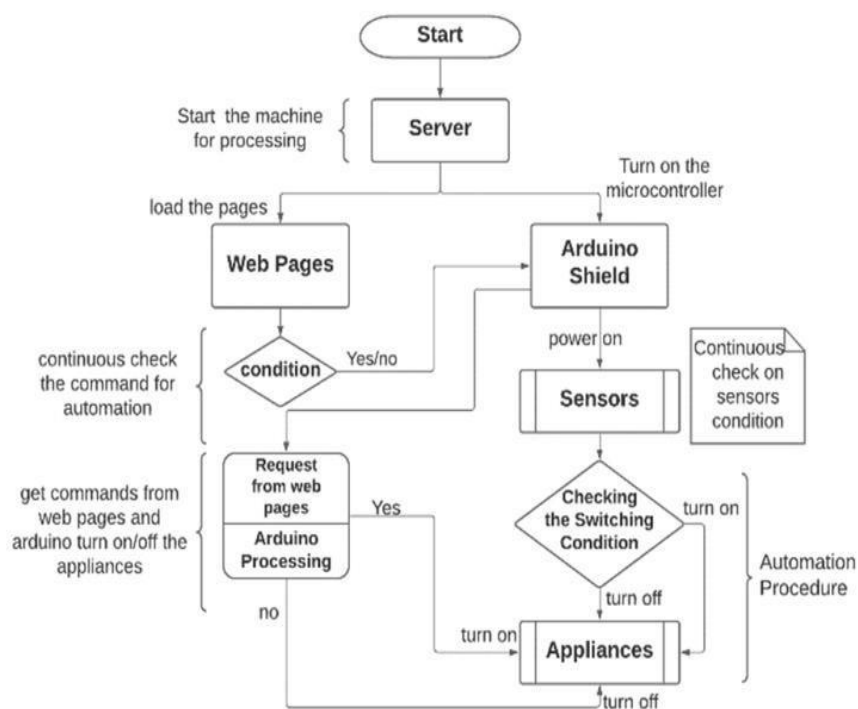 Start
Start the machine
for processing
Server
Turn on the
microcontroller
load the pages
Web Pages
Arduino
Shield
continuous check
the command for
automation
condition
Yes/no
power on
Sensors
Continuous
check on
sensors
condition
get commands from
web pages and
arduino turn on/off the
appliances
Request
from web
pages
Arduino
Processing
Yes
no
Checking
the Switching
Condition
turn on
turn off
Automation
Procedure
turn on
Appliances
turn off